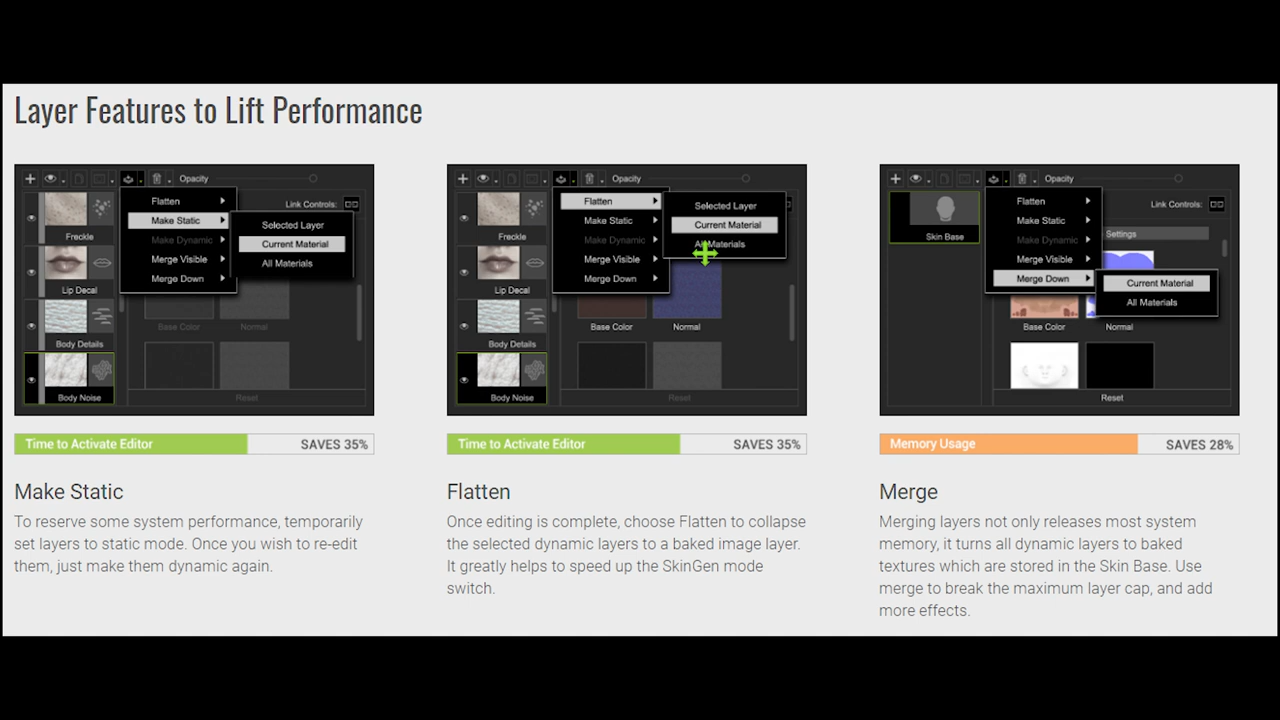 Layer Features to Lift Performance
Opacity
Flatten
Make Static
Make Dynamic
Merge Visible
Merge Down
Selected Layer
Current Material
All Materials
Link Controls:
Freckle
Lip Decal
Body Details
Body Noise
Base Color
Normal
Reset
Time to Activate Editor
SAVES 35%
Make Static
To reserve some system performance, temporarily
set layers to static mode. Once you wish to re-edit
them, just make them dynamic again.
Opacity
Flatten
Make Static
Make Dynamic
Merge Visible
Merge Down
Selected Layer
Current Material
All Materials
Freckle
Lip Decal
Body Details
Body Noise
Base Color
Normal
Reset
Time to Activate Editor
SAVES 35%
Flatten
Once editing is complete, choose Flatten to collapse
the selected dynamic layers to a baked image layer.
It greatly helps to speed up the SkinGen mode
switch.
Opacity
Flatten
Make Static
Make Dynamic
Merge Visible
Merge Down
Current Material
All Materials
Link Controls:
Settings
Skin Base
Base Color
Normal
Reset
Memory Usage
SAVES 28%
Merge
Merging layers not only releases most system
memory, it turns all dynamic layers to baked
textures which are stored in the Skin Base. Use
merge to break the maximum layer cap, and add
more effects.